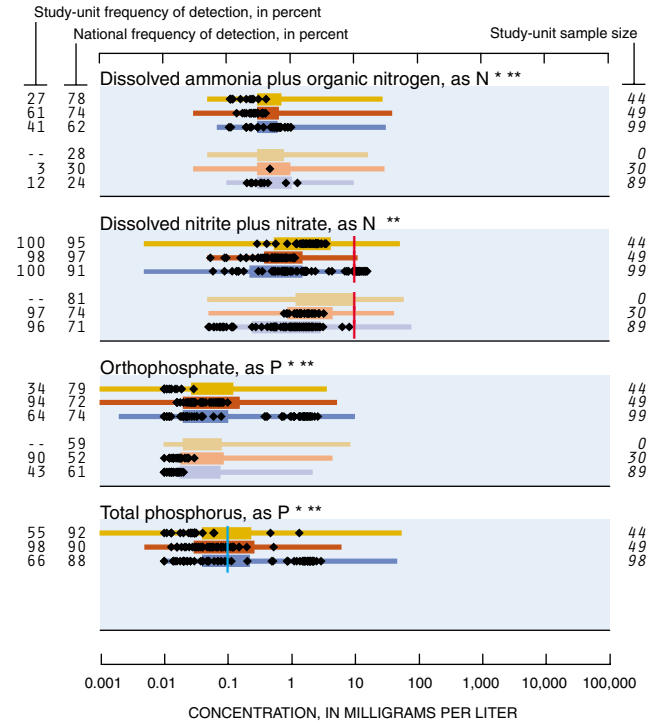 Study-unit frequency of detection, in percent
National frequency of detection, in percent
Study-unit sample size
Dissolved ammonia plus organic nitrogen, as N * **
27 78 44
61 74 49
41 62 99
-- 28 0
3 30 30
12 24 89
Dissolved nitrite plus nitrate, as N **
100 95 44
98 97 49
100 91 99
-- 81 0
97 74 30
96 71 89
Orthophosphate, as P * **
34 79 44
94 72 49
64 74 99
-- 59 0
90 52 30
43 61 89
Total phosphorus, as P * **
55 92 44
98 90 49
66 88 98
0.001 0.01 0.1 1 10 100 1,000 10,000 100,000
CONCENTRATION, IN MILLIGRAMS PER LITER